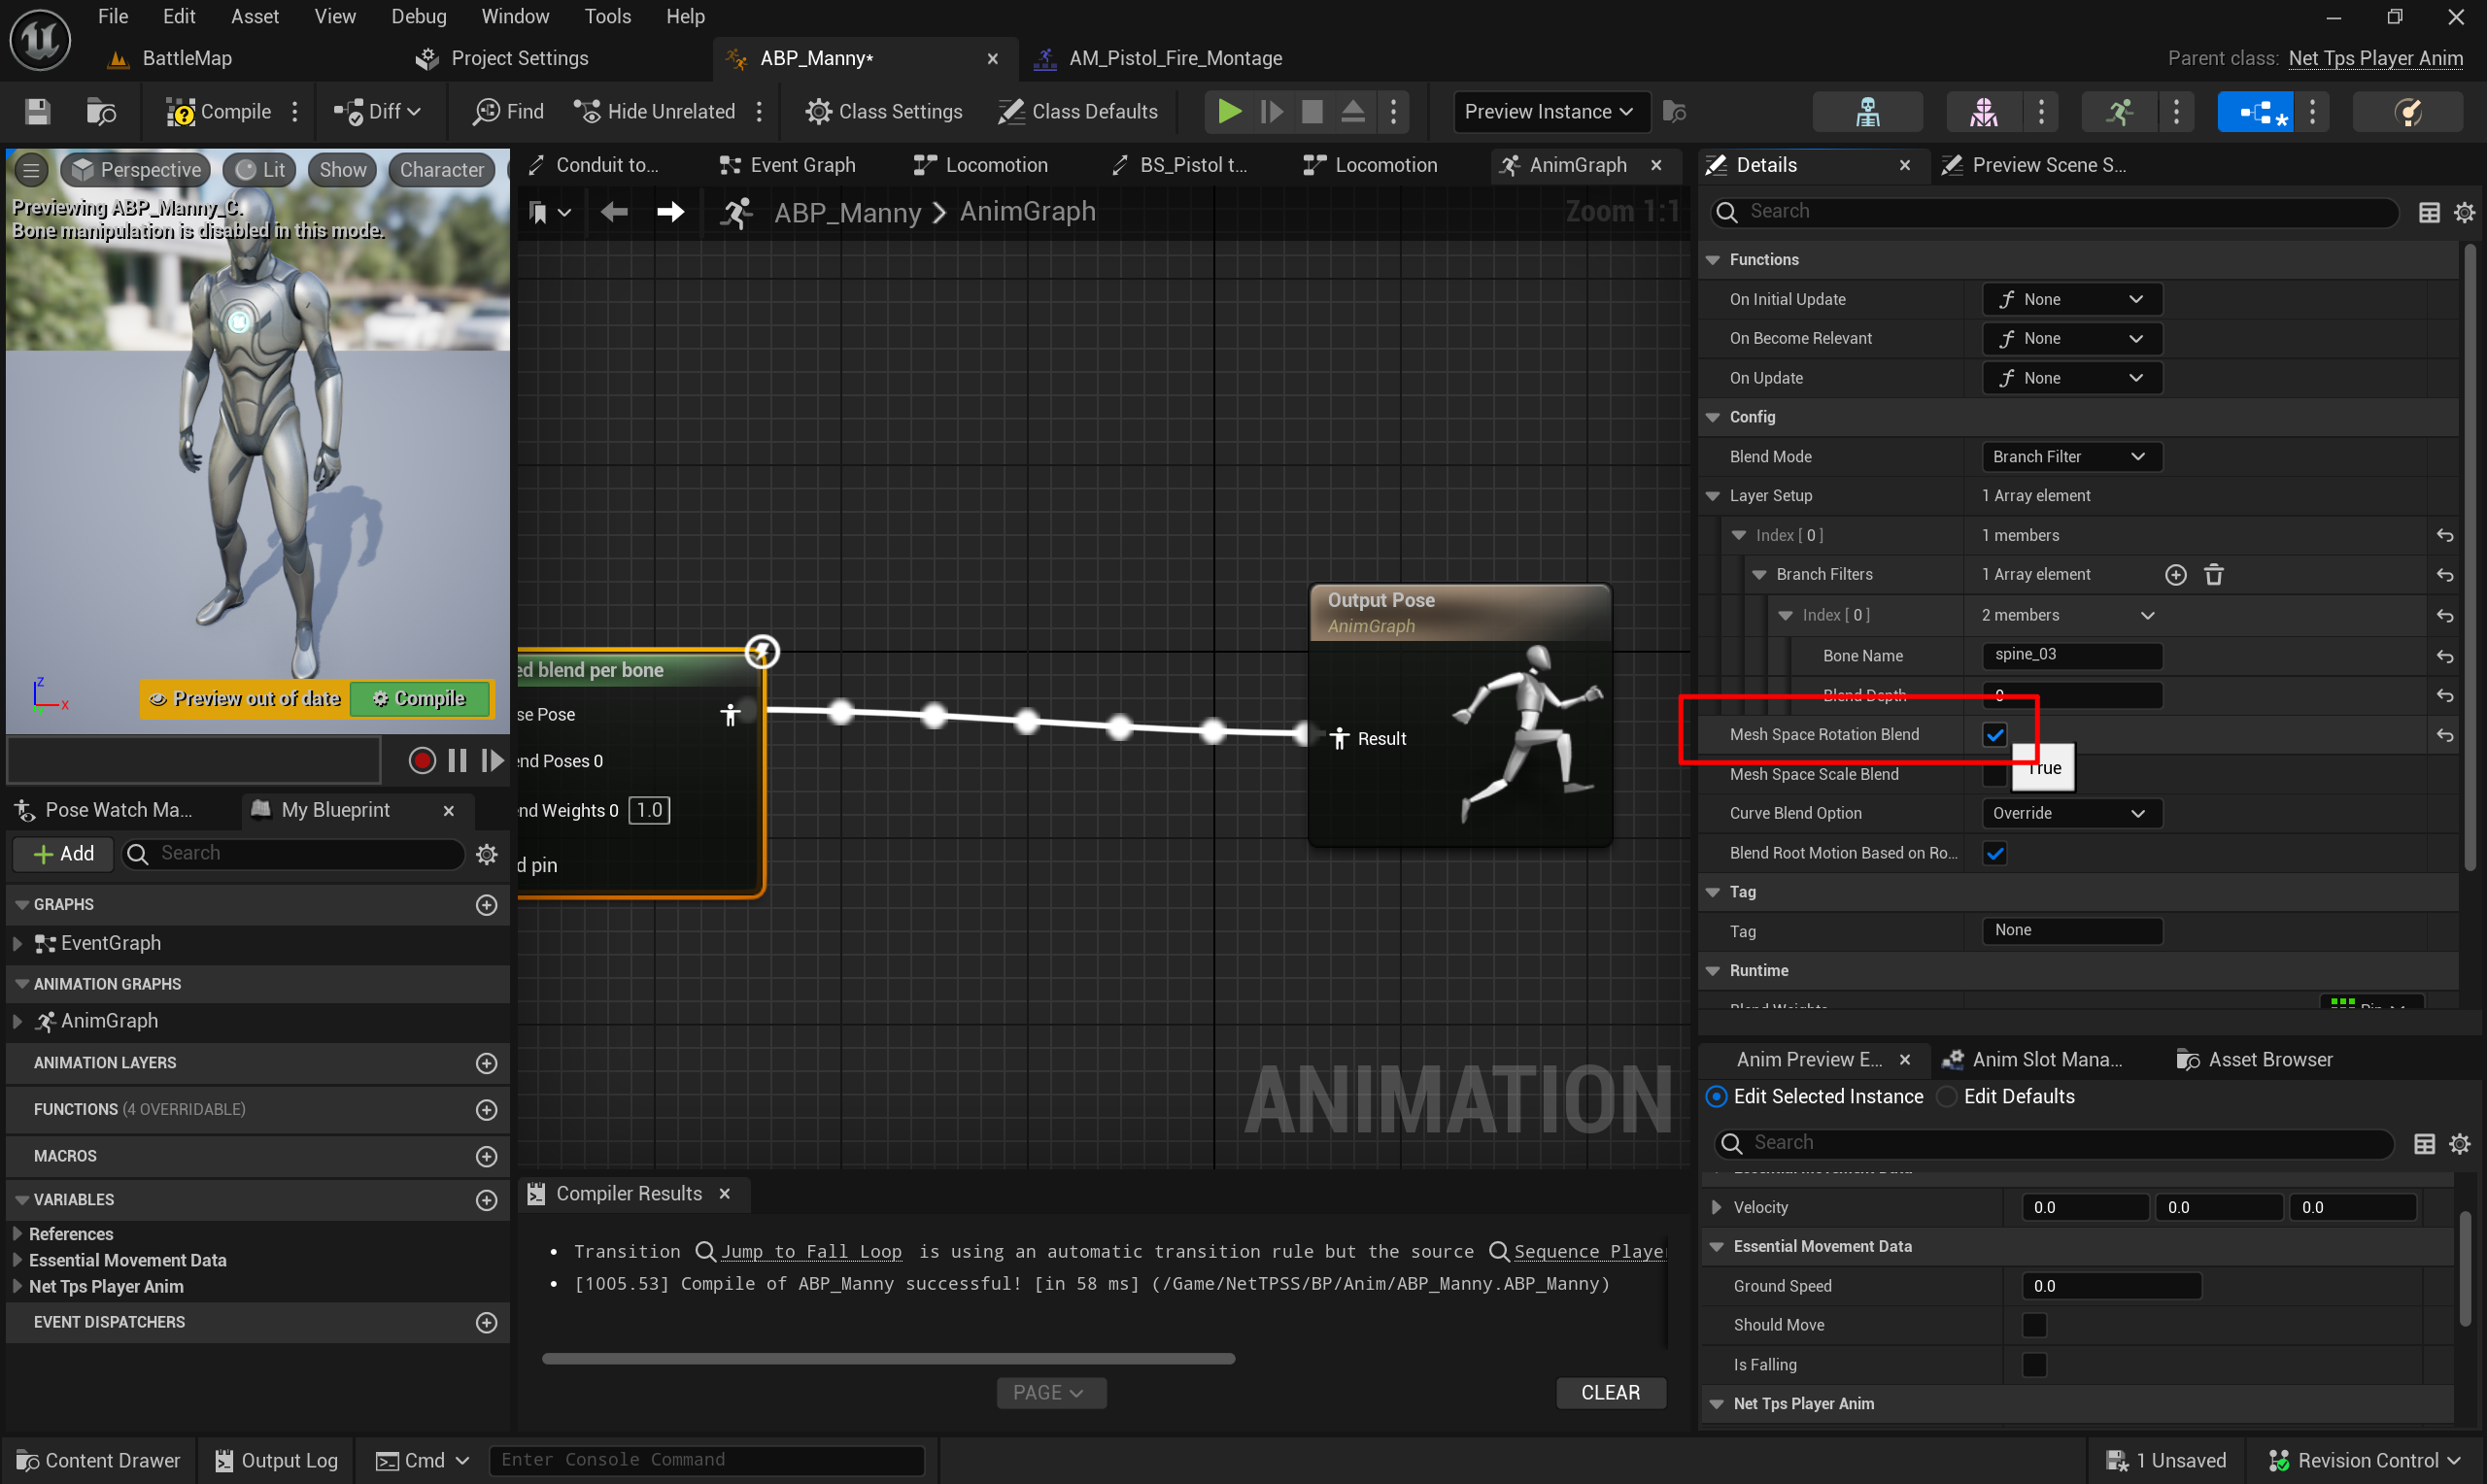 File Edit Asset View Debug Window Tools Help
BattleMap Project Settings ABP_Manny* AM_Pistol_Fire_Montage Parent class: Net Tps Player Anim
Compile Diff Find Hide Unrelated Class Settings Class Defaults Preview Instance
Perspective Lit Show Character
Previewing ABP_Manny_C.
Bone manipulation is disabled in this mode.
Z
X
Preview out of date Compile
Pose Watch Ma... My Blueprint
Add Search
GRAPHS
EventGraph
ANIMATION GRAPHS
AnimGraph
ANIMATION LAYERS
FUNCTIONS (4 OVERRIDABLE)
MACROS
VARIABLES
References
Essential Movement Data
Net Tps Player Anim
EVENT DISPATCHERS
Conduit to... Event Graph Locomotion BS_Pistol t... Locomotion AnimGraph
ABP_Manny > AnimGraph Zoom 1:1
ed blend per bone
se Pose
end Poses 0
end Weights 0 1.0
d pin
Output Pose
AnimGraph
Result
ANIMATION
Compiler Results
• Transition Jump to Fall Loop is using an automatic transition rule but the source Sequence Player
• [1005.53] Compile of ABP_Manny successful! [in 58 ms] (/Game/NetTPSS/BP/Anim/ABP_Manny.ABP_Manny)
PAGE CLEAR
Details Preview Scene S...
Search
Functions
On Initial Update None
On Become Relevant None
On Update None
Config
Blend Mode Branch Filter
Layer Setup 1 Array element
Index [ 0 ] 1 members
Branch Filters 1 Array element
Index [ 0 ] 2 members
Bone Name spine_03
Blend Depth 0
Mesh Space Rotation Blend
Mesh Space Scale Blend True
Curve Blend Option Override
Blend Root Motion Based on Ro...
Tag
Tag None
Runtime
Blend Weights Pin
Anim Preview E... Anim Slot Mana... Asset Browser
Edit Selected Instance Edit Defaults
Search
Essential Movement Data
Velocity 0.0 0.0 0.0
Essential Movement Data
Ground Speed 0.0
Should Move
Is Falling
Net Tps Player Anim
Content Drawer Output Log Cmd Enter Console Command 1 Unsaved Revision Control